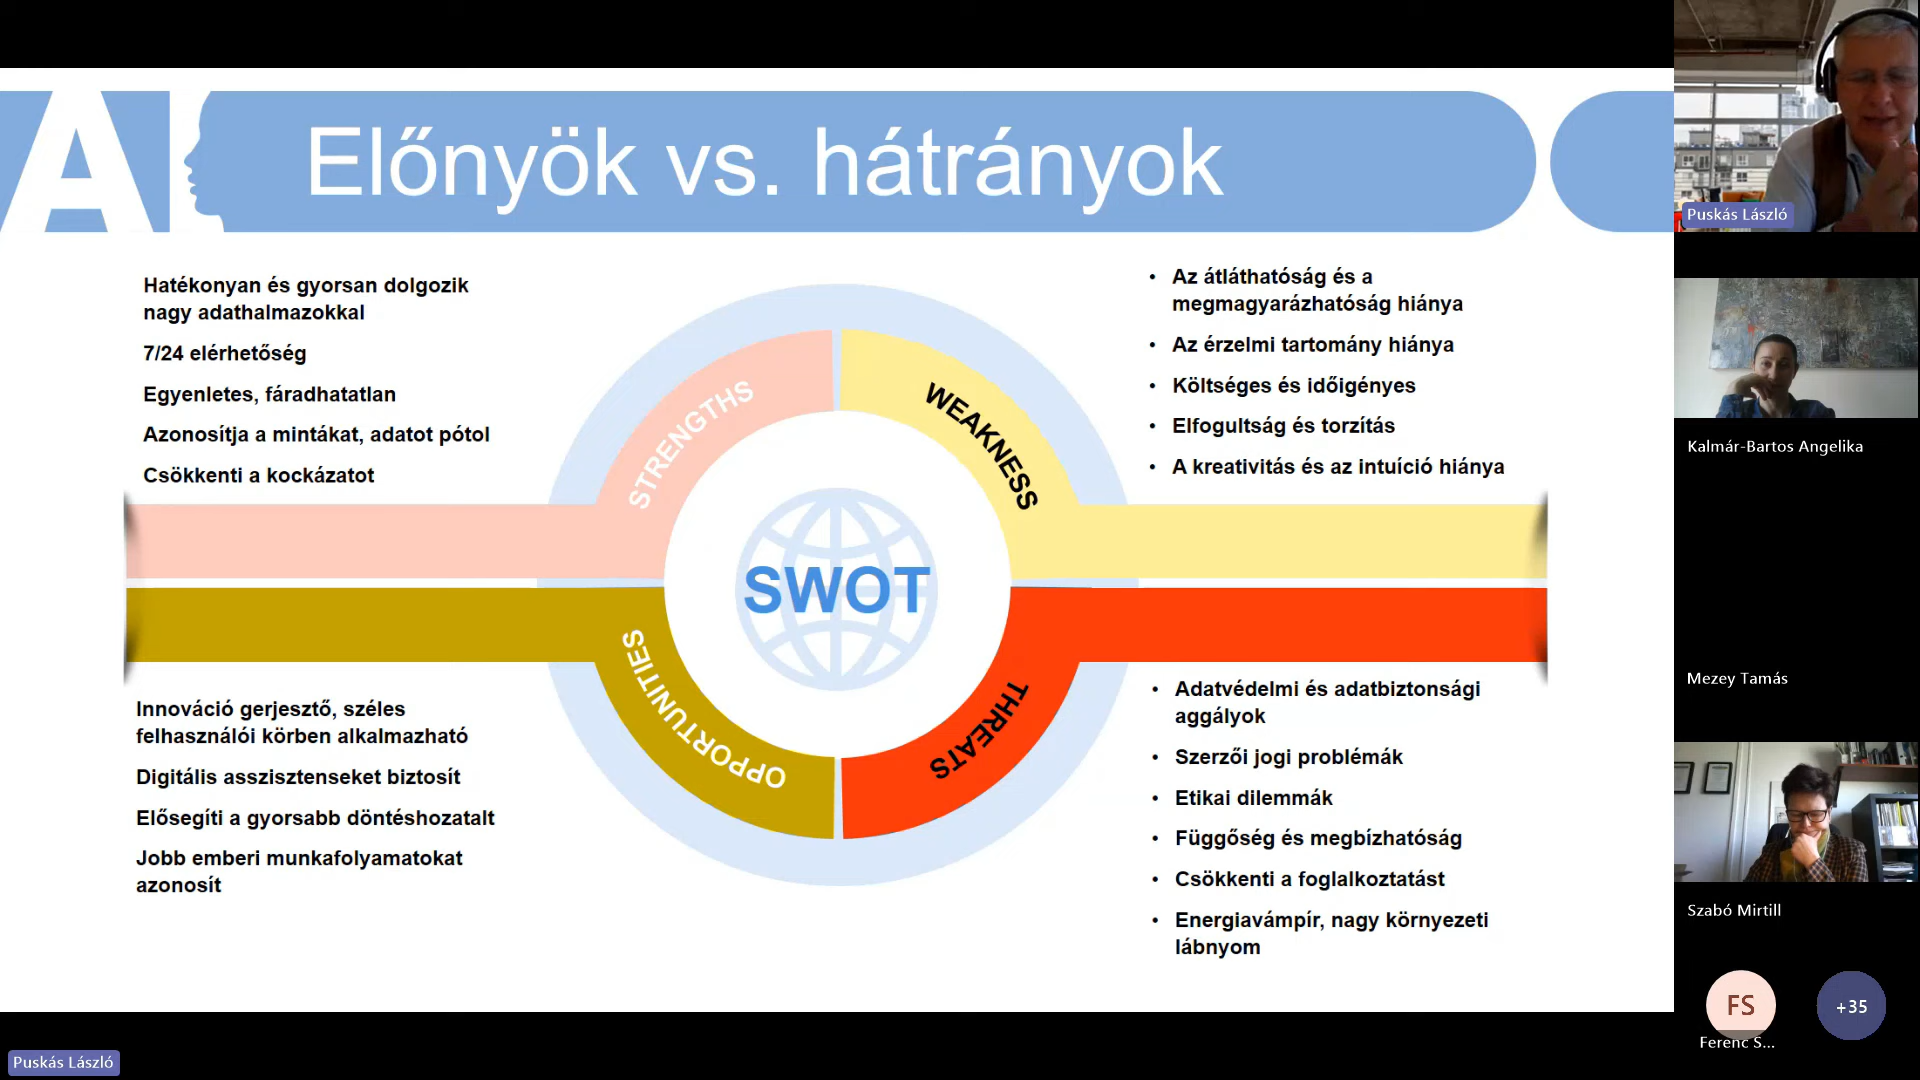 A
Előnyök vs. hátrányok
Hatékonyan és gyorsan dolgozik
nagy adathalmazokkal
7/24 elérhetőség
Egyenletes, fáradhatatlan
Azonosítja a mintákat, adatot pótol
Csökkenti a kockázatot
• Az átláthatóság és a
megmagyarázhatóság hiánya
• Az érzelmi tartomány hiánya
• Költséges és időigényes
• Elfogultság és torzítás
• A kreativitás és az intuíció hiánya
STRENGTHS
WEAKNESS
SWOT
OPPORTUNITIES
THREATS
Innováció gerjesztő, széles
felhasználói körben alkalmazható
Digitális asszisztenseket biztosít
Elősegíti a gyorsabb döntéshozatalt
Jobb emberi munkafolyamatokat
azonosít
• Adatvédelmi és adatbiztonsági
aggályok
• Szerzői jogi problémák
• Etikai dilemmák
• Függőség és megbízhatóság
• Csökkenti a foglalkoztatást
• Energiavámpír, nagy környezeti
lábnyom
Puskás László
Kalmár-Bartos Angelika
Mezey Tamás
Szabó Mirtill
FS
+35
Ferenc S...
Puskás László